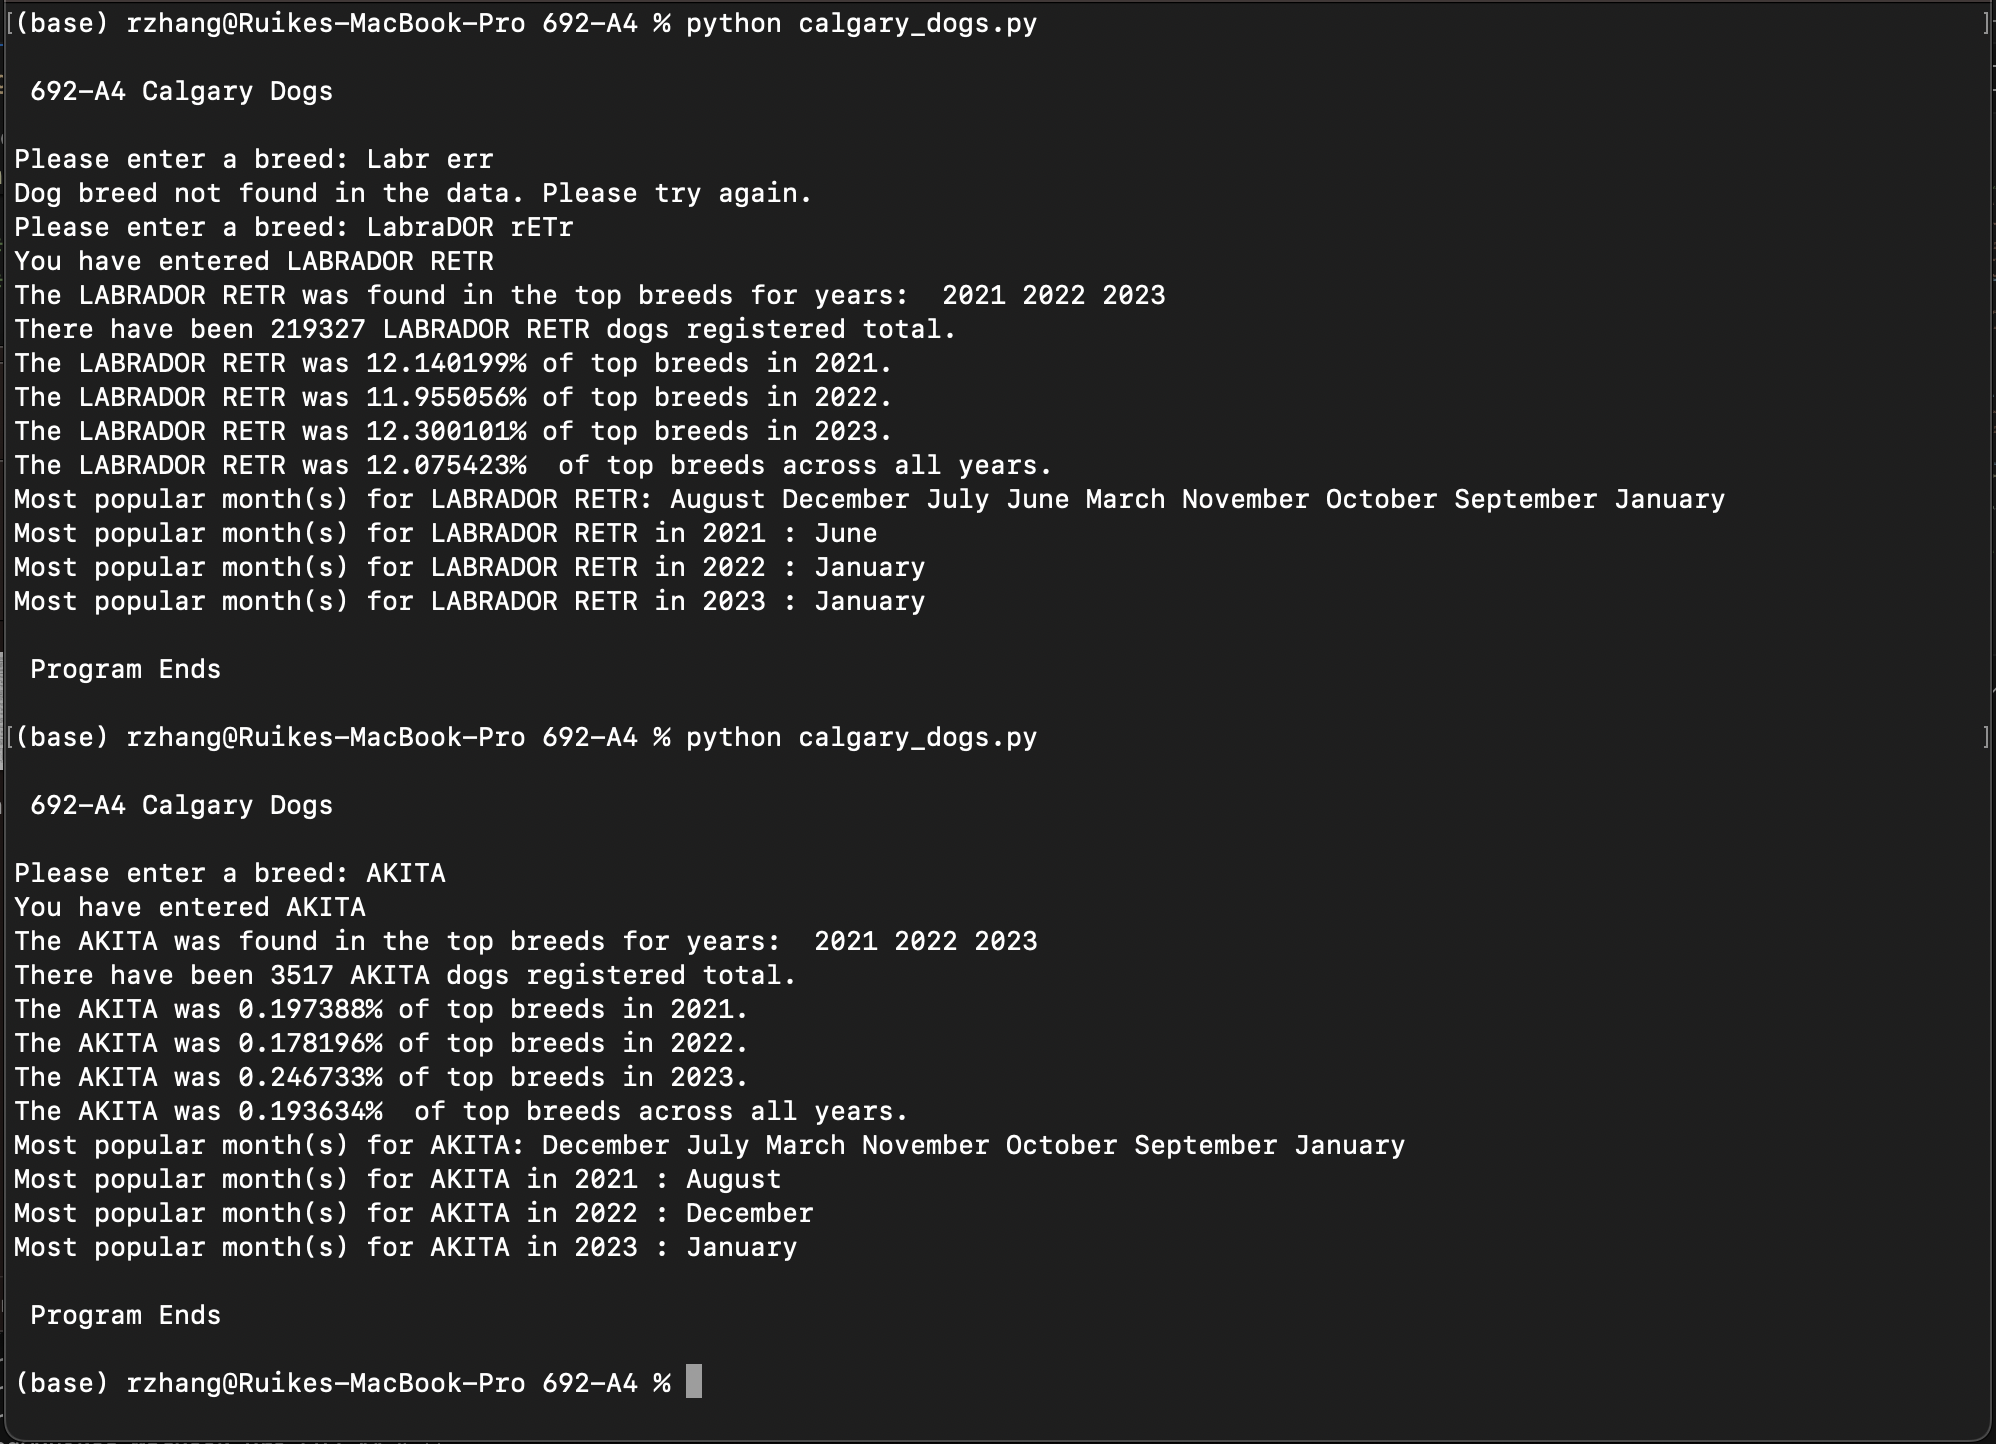 (base) rzhang@Ruikes-MacBook-Pro 692-A4 % python calgary_dogs.py
692-A4 Calgary Dogs
Please enter a breed: Labr err
Dog breed not found in the data. Please try again.
Please enter a breed: LabraDOR rETr
You have entered LABRADOR RETR
The LABRADOR RETR was found in the top breeds for years:  2021 2022 2023
There have been 219327 LABRADOR RETR dogs registered total.
The LABRADOR RETR was 12.140199% of top breeds in 2021.
The LABRADOR RETR was 11.955056% of top breeds in 2022.
The LABRADOR RETR was 12.300101% of top breeds in 2023.
The LABRADOR RETR was 12.075423%  of top breeds across all years.
Most popular month(s) for LABRADOR RETR: August December July June March November October September January
Most popular month(s) for LABRADOR RETR in 2021 : June
Most popular month(s) for LABRADOR RETR in 2022 : January
Most popular month(s) for LABRADOR RETR in 2023 : January
Program Ends
(base) rzhang@Ruikes-MacBook-Pro 692-A4 % python calgary_dogs.py
692-A4 Calgary Dogs
Please enter a breed: AKITA
You have entered AKITA
The AKITA was found in the top breeds for years:  2021 2022 2023
There have been 3517 AKITA dogs registered total.
The AKITA was 0.197388% of top breeds in 2021.
The AKITA was 0.178196% of top breeds in 2022.
The AKITA was 0.246733% of top breeds in 2023.
The AKITA was 0.193634%  of top breeds across all years.
Most popular month(s) for AKITA: December July March November October September January
Most popular month(s) for AKITA in 2021 : August
Most popular month(s) for AKITA in 2022 : December
Most popular month(s) for AKITA in 2023 : January
Program Ends
(base) rzhang@Ruikes-MacBook-Pro 692-A4 %